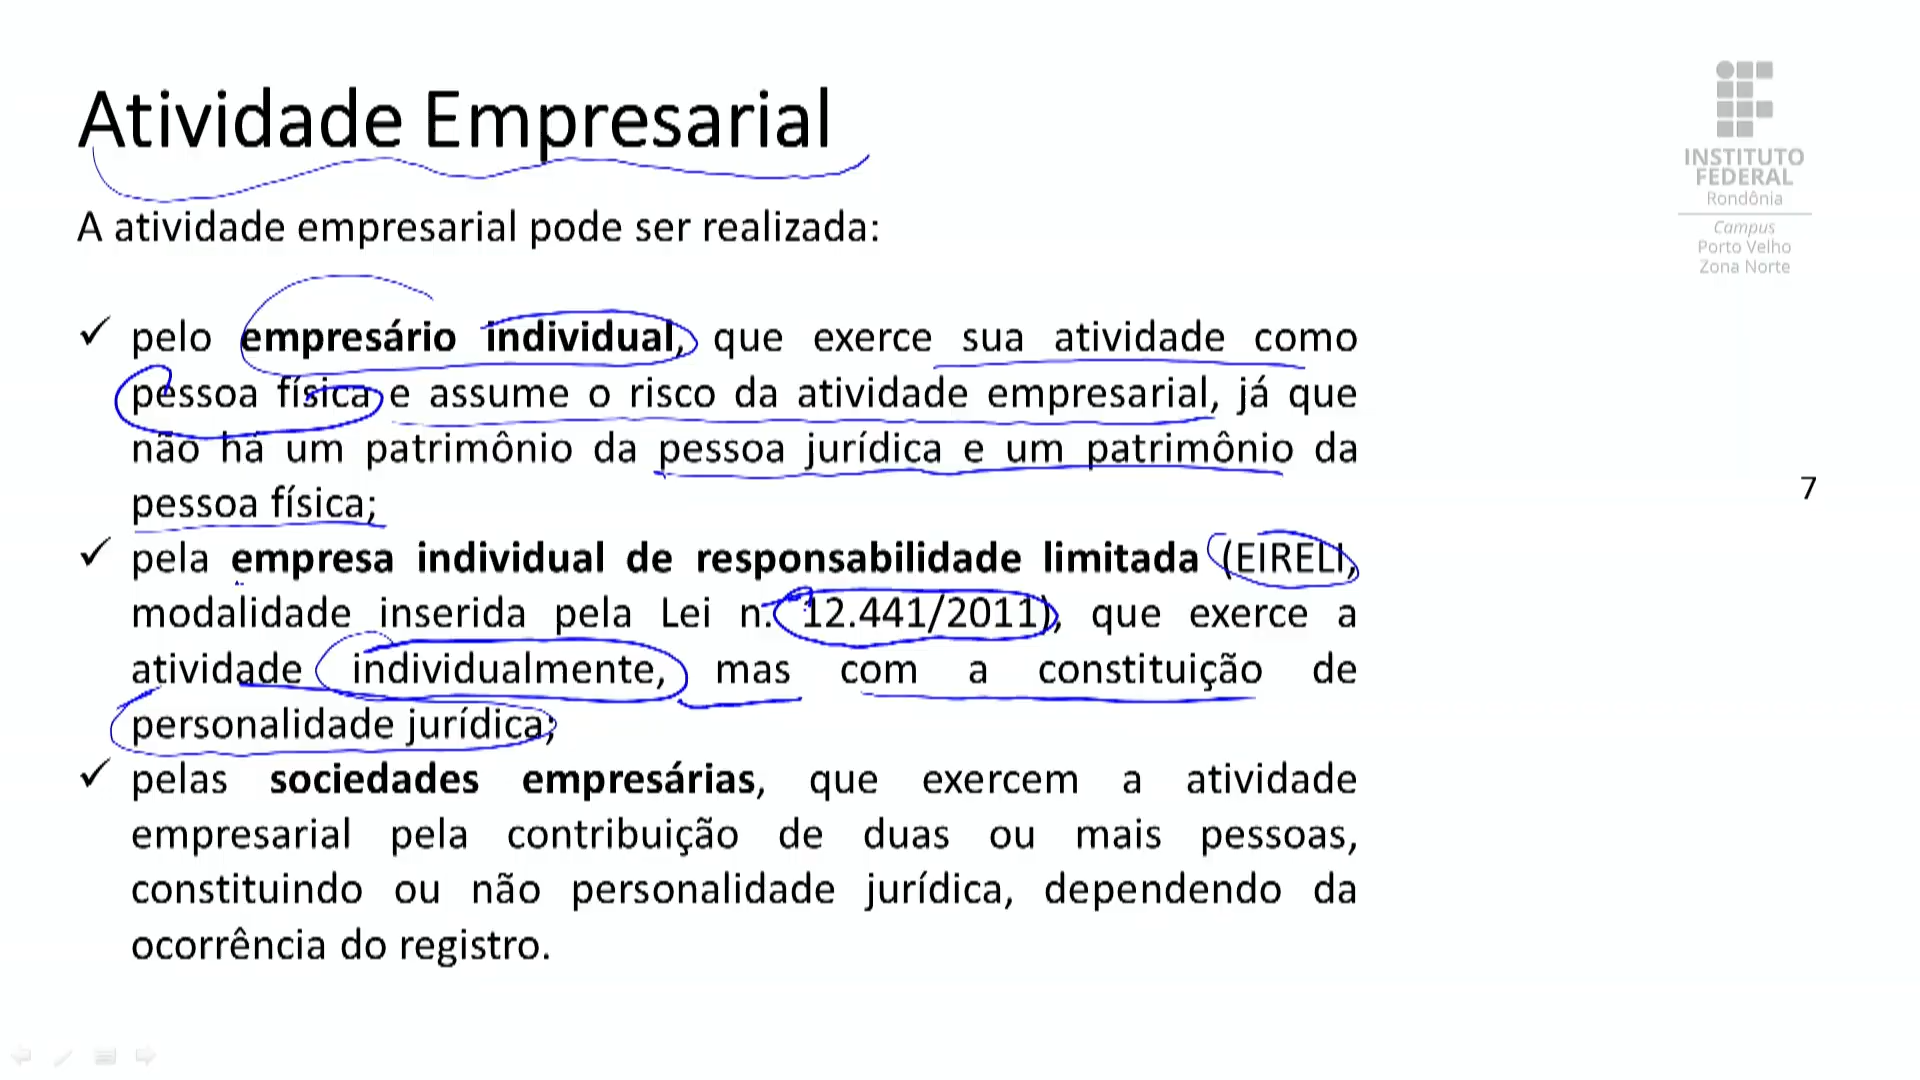 Atividade Empresarial
A atividade empresarial pode ser realizada:
✓ pelo empresário individual, que exerce sua atividade como
pessoa física e assume o risco da atividade empresarial, já que
não há um patrimônio da pessoa jurídica e um patrimônio da
pessoa física;
✓ pela empresa individual de responsabilidade limitada (EIRELI,
modalidade inserida pela Lei n. 12.441/2011), que exerce a
atividade individualmente, mas com a constituição de
personalidade jurídica;
✓ pelas sociedades empresárias, que exercem a atividade
empresarial pela contribuição de duas ou mais pessoas,
constituindo ou não personalidade jurídica, dependendo da
ocorrência do registro.
INSTITUTO
FEDERAL
Rondônia
Campus
Porto Velho
Zona Norte
7